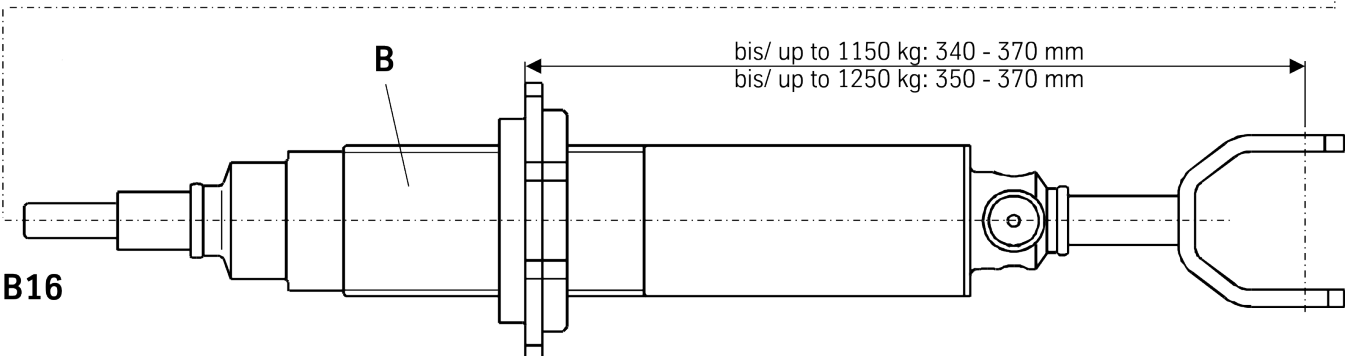 bis/ up to 1150 kg: 340 - 370 mm
B
bis/ up to 1250 kg: 350 - 370 mm
B16